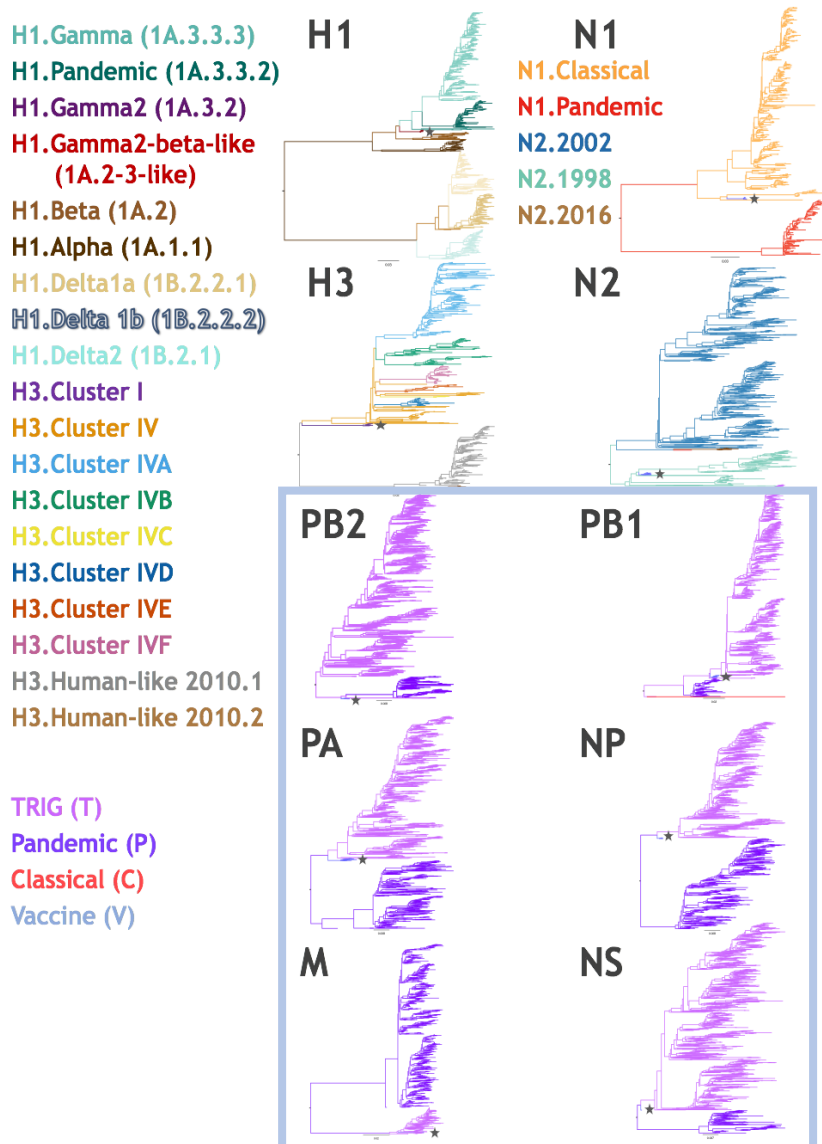 H1.Gamma (1A.3.3.3)
H1.Pandemic (1A.3.3.2)
H1.Gamma2 (1A.3.2)
H1.Gamma2-beta-like
(1A.2-3-like)
H1.Beta (1A.2)
H1.Alpha (1A.1.1)
H1.Delta1a (1B.2.2.1)
H1.Delta 1b (1B.2.2.2)
H1.Delta2 (1B.2.1)
H3.Cluster I
H3.Cluster IV
H3.Cluster IVA
H3.Cluster IVB
H3.Cluster IVC
H3.Cluster IVD
H3.Cluster IVE
H3.Cluster IVF
H3.Human-like 2010.1
H3.Human-like 2010.2
TRIG (T)
Pandemic (P)
Classical (C)
Vaccine (V)
H1
N1
N1.Classical
N1.Pandemic
N2.2002
N2.1998
N2.2016
H3
N2
PB2
PB1
PA
NP
M
NS